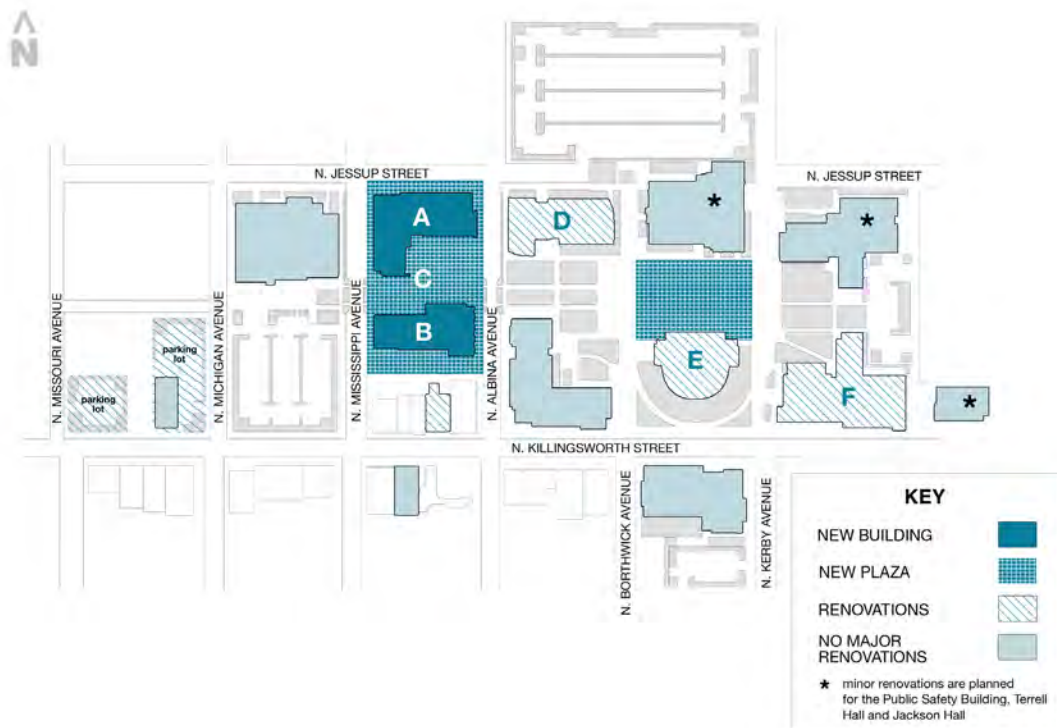 N
N. JESSUP STREET
N. JESSUP STREET
A
D
*
*
C
B
E
F
*
parking
lot
parking
lot
N. MISSOURI AVENUE
N. MICHIGAN AVENUE
N. MISSISSIPPI AVENUE
N. ALBINA AVENUE
N. KILLINGSWORTH STREET
N. BORTHWICK AVENUE
N. KERBY AVENUE
KEY
NEW BUILDING
NEW PLAZA
RENOVATIONS
NO MAJOR
RENOVATIONS
* minor renovations are planned
for the Public Safety Building, Terrell
Hall and Jackson Hall